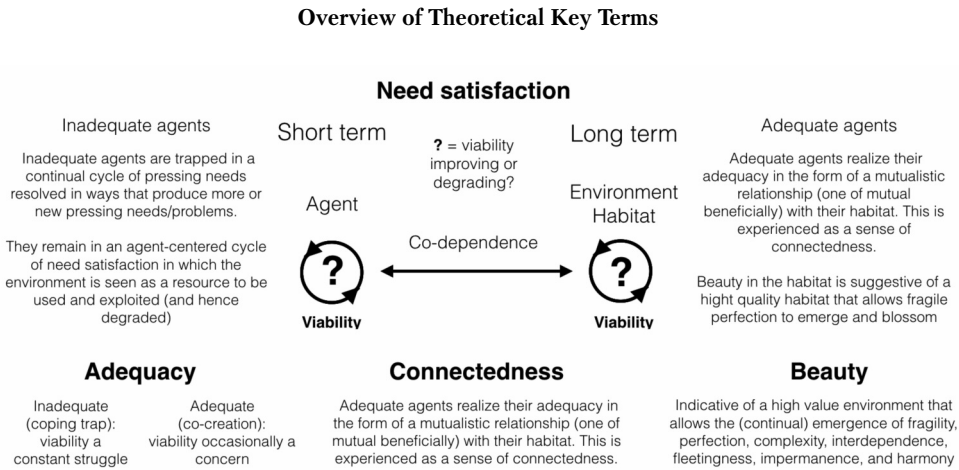 Overview of Theoretical Key Terms
Need satisfaction
Inadequate agents
Inadequate agents are trapped in a
continual cycle of pressing needs
resolved in ways that produce more or
new pressing needs/problems.
They remain in an agent-centered cycle
of need satisfaction in which the
environment is seen as a resource to be
used and exploited (and hence
degraded)
Short term
Agent
?
Viability
? = viability
improving or
degrading?
Co-dependence
Long term
Environment
Habitat
?
Viability
Adequate agents
Adequate agents realize their
adequacy in the form of a mutualistic
relationship (one of mutual
beneficially) with their habitat. This is
experienced as a sense of
connectedness.
Beauty in the habitat is suggestive of a
hight quality habitat that allows fragile
perfection to emerge and blossom
Adequacy
Inadequate
(coping trap):
viability a
constant struggle
Adequate
(co-creation):
viability occasionally a
concern
Connectedness
Adequate agents realize their adequacy in
the form of a mutualistic relationship (one of
mutual beneficially) with their habitat. This is
experienced as a sense of connectedness.
Beauty
Indicative of a high value environment that
allows the (continual) emergence of fragility,
perfection, complexity, interdependence,
fleetingness, impermanence, and harmony